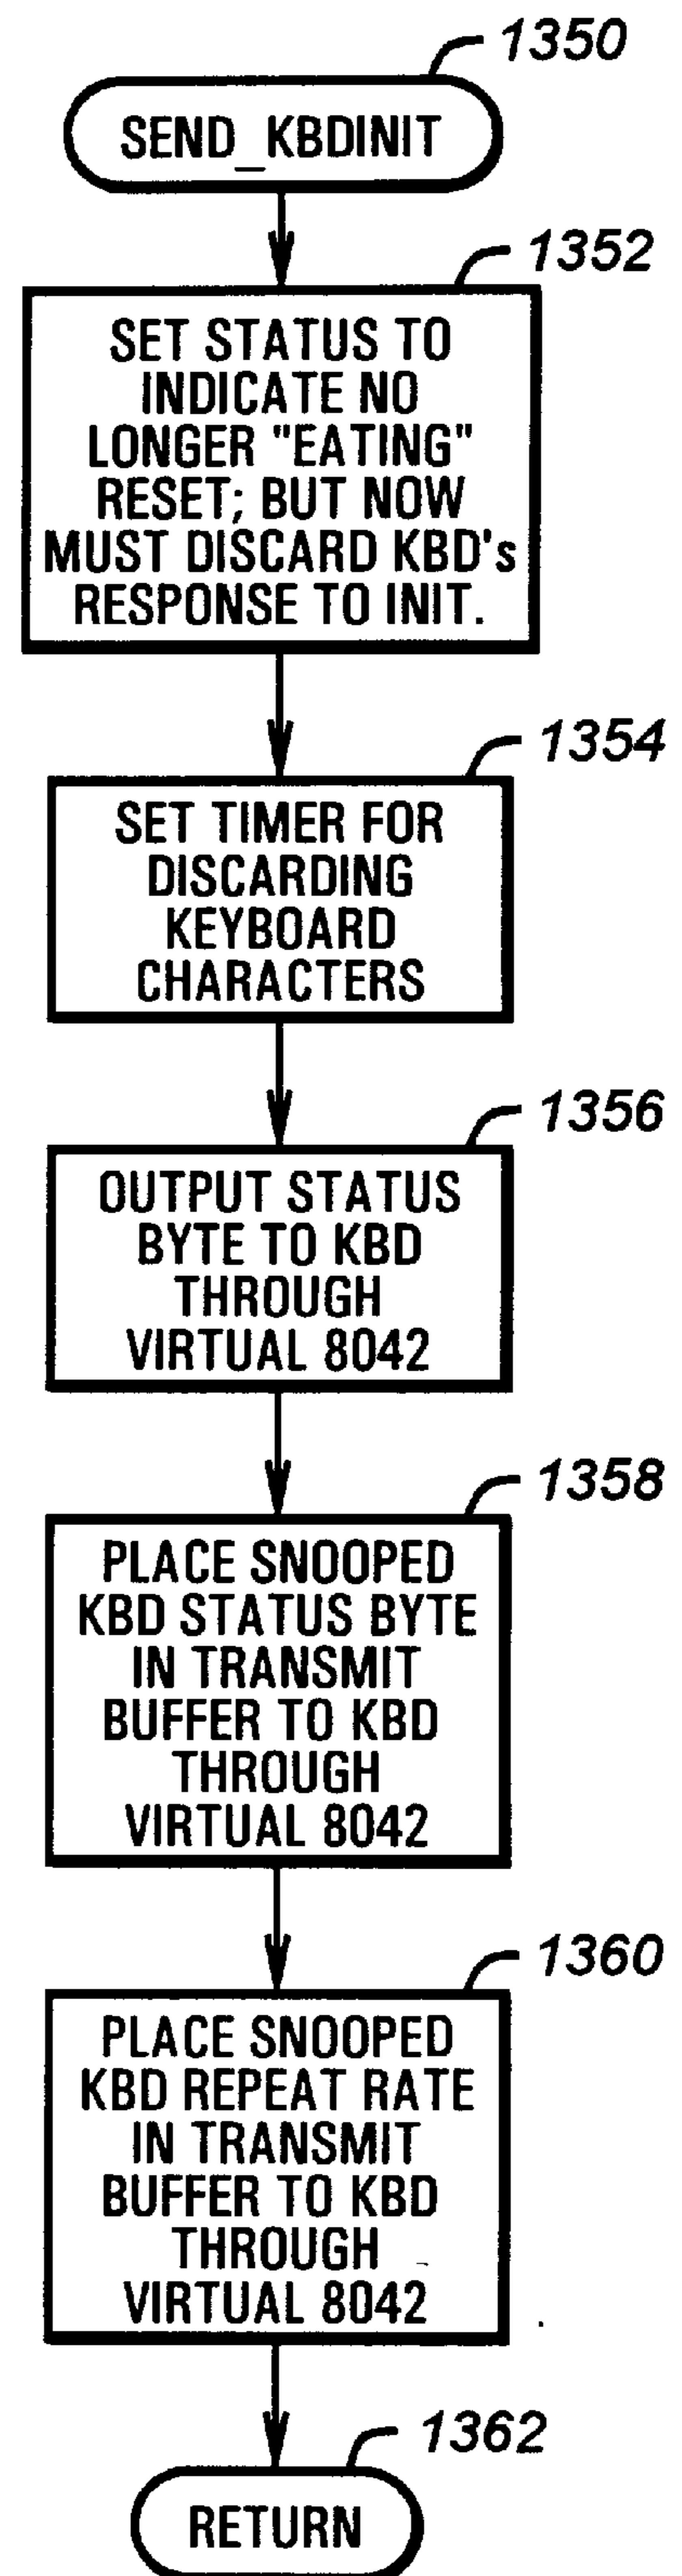 1350
SEND_KBDINIT
1352
SET STATUS TO
INDICATE NO
LONGER "EATING"
RESET; BUT NOW
MUST DISCARD KBD's
RESPONSE TO INIT.
1354
SET TIMER FOR
DISCARDING
KEYBOARD
CHARACTERS
1356
OUTPUT STATUS
BYTE TO KBD
THROUGH
VIRTUAL 8042
1358
PLACE SNOOPED
KBD STATUS BYTE
IN TRANSMIT
BUFFER TO KBD
THROUGH
VIRTUAL 8042
1360
PLACE SNOOPED
KBD REPEAT RATE
IN TRANSMIT
BUFFER TO KBD
THROUGH
VIRTUAL 8042
1362
RETURN